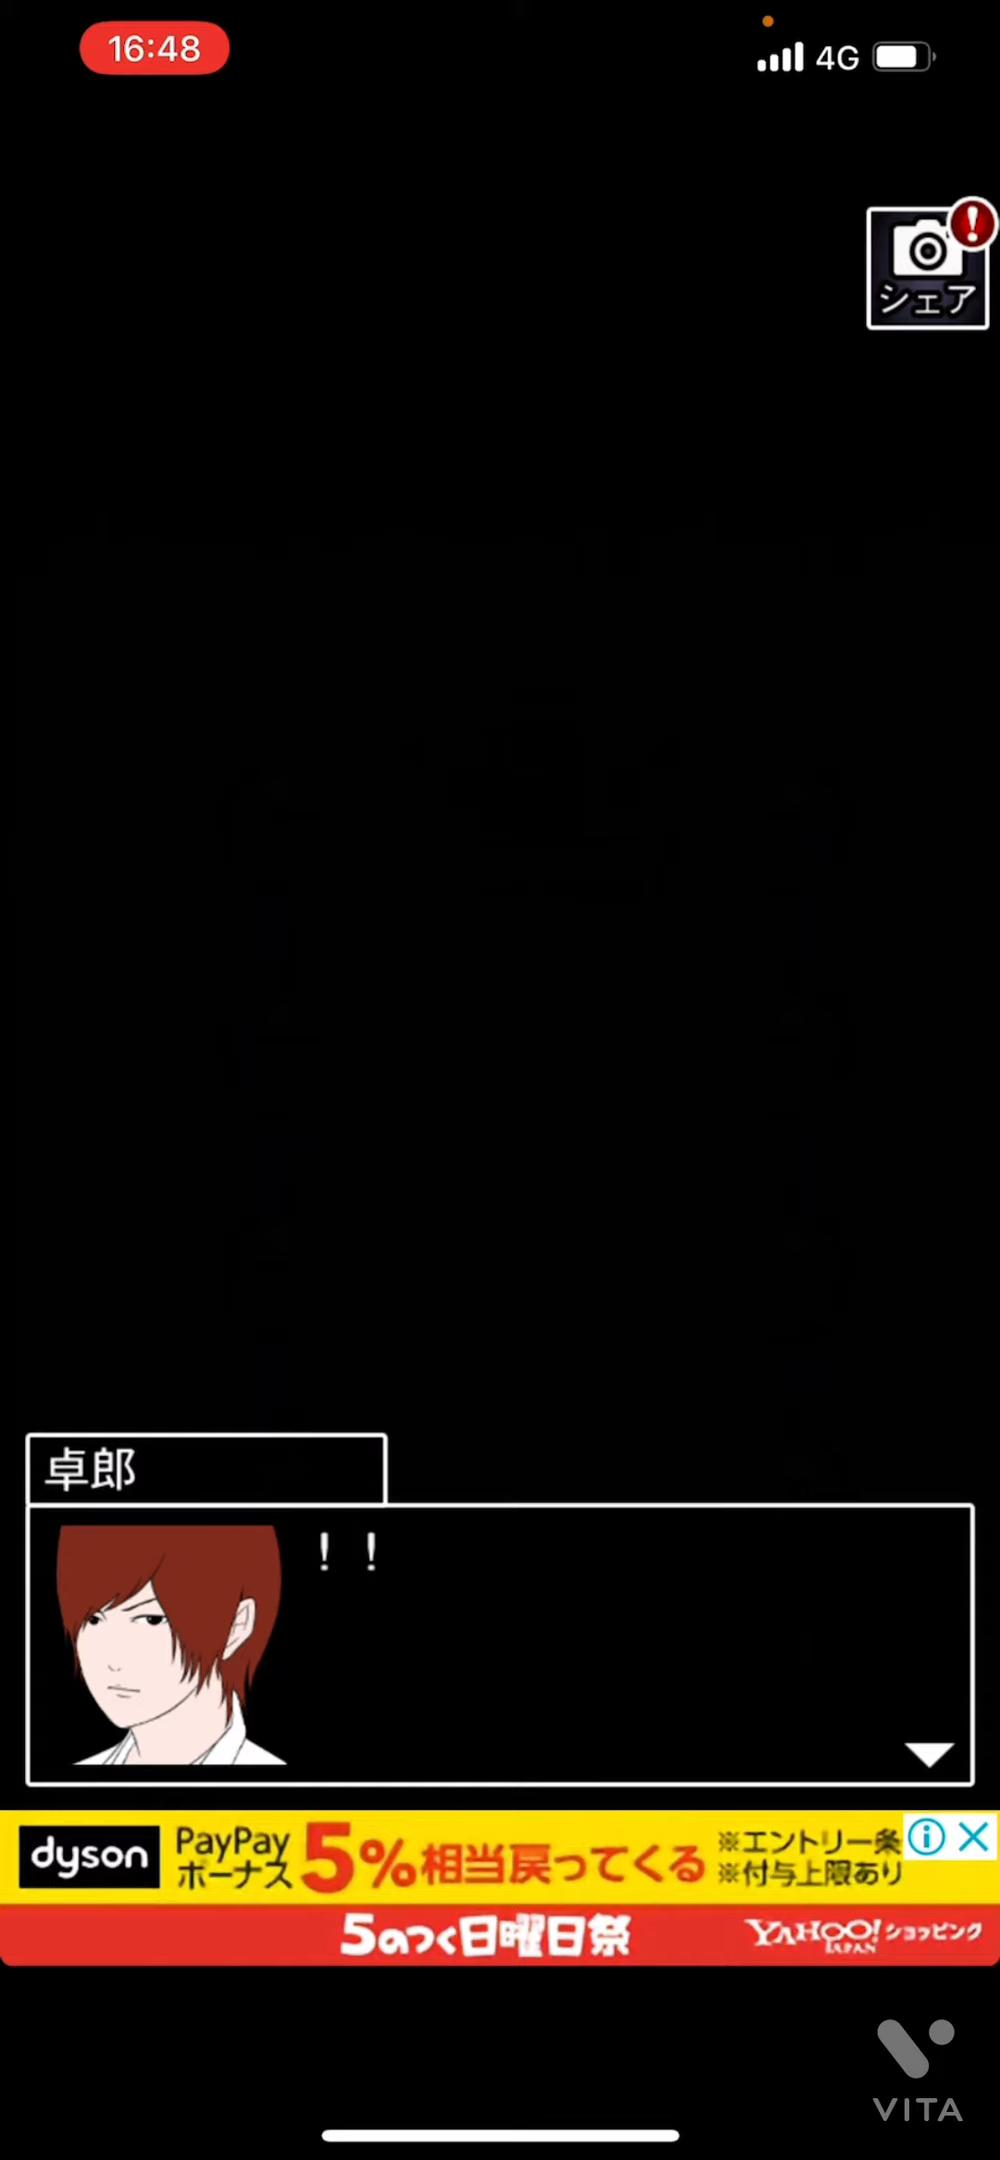 16:48
4G
シェア
卓郎
！！
dyson
PayPay
ボーナス
5%相当戻ってくる
※エントリー条
※付与上限あり
5のつく日曜日祭
YAHOO!ショッピング
JAPAN
VITA